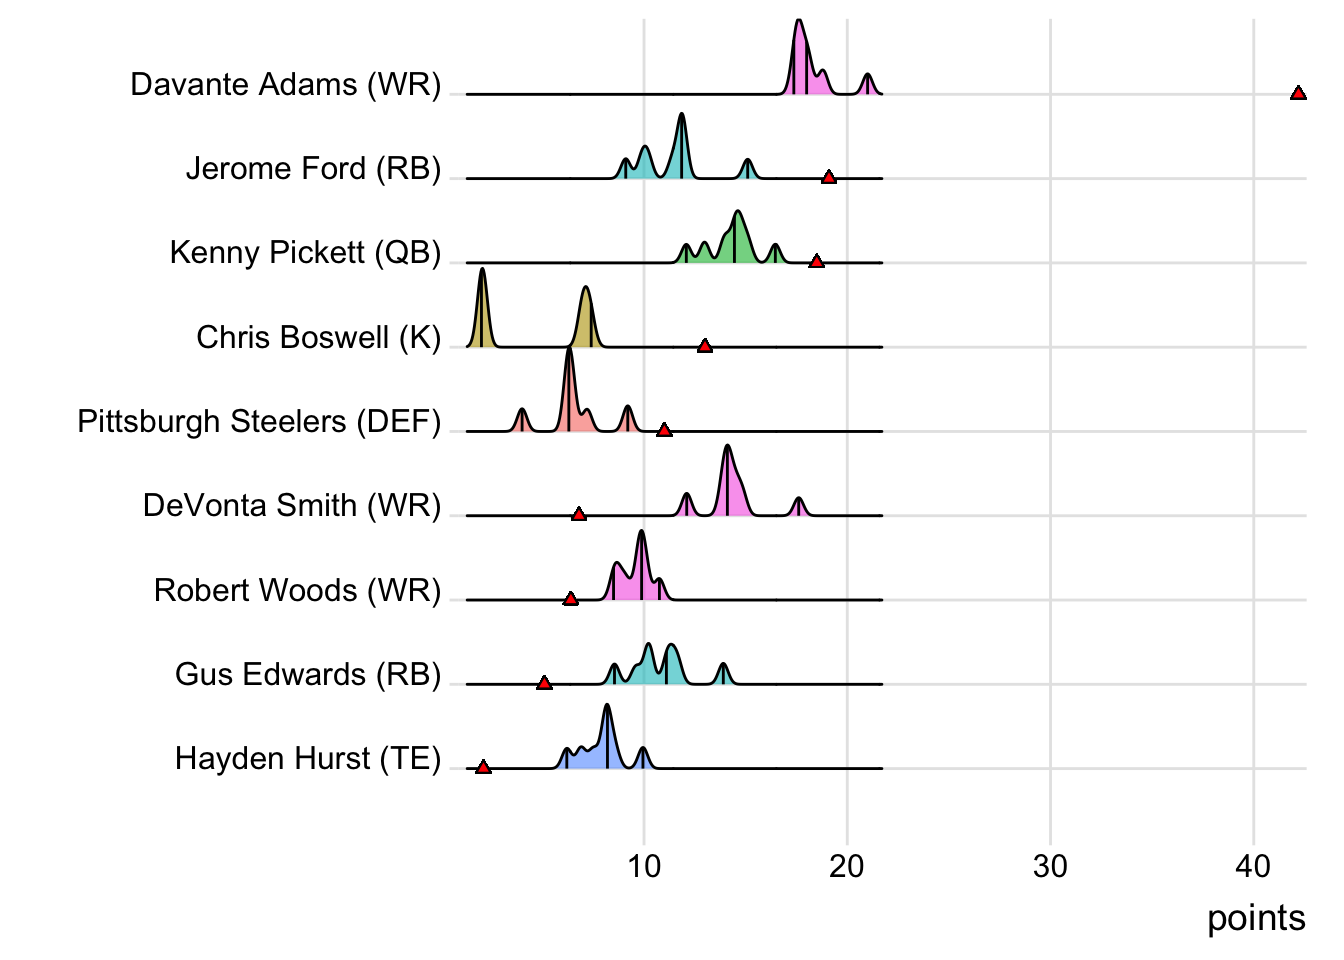 Davante Adams (WR)
Jerome Ford (RB)
Kenny Pickett (QB)
Chris Boswell (K)
Pittsburgh Steelers (DEF)
DeVonta Smith (WR)
Robert Woods (WR)
Gus Edwards (RB)
Hayden Hurst (TE)
10 20 30 40
points